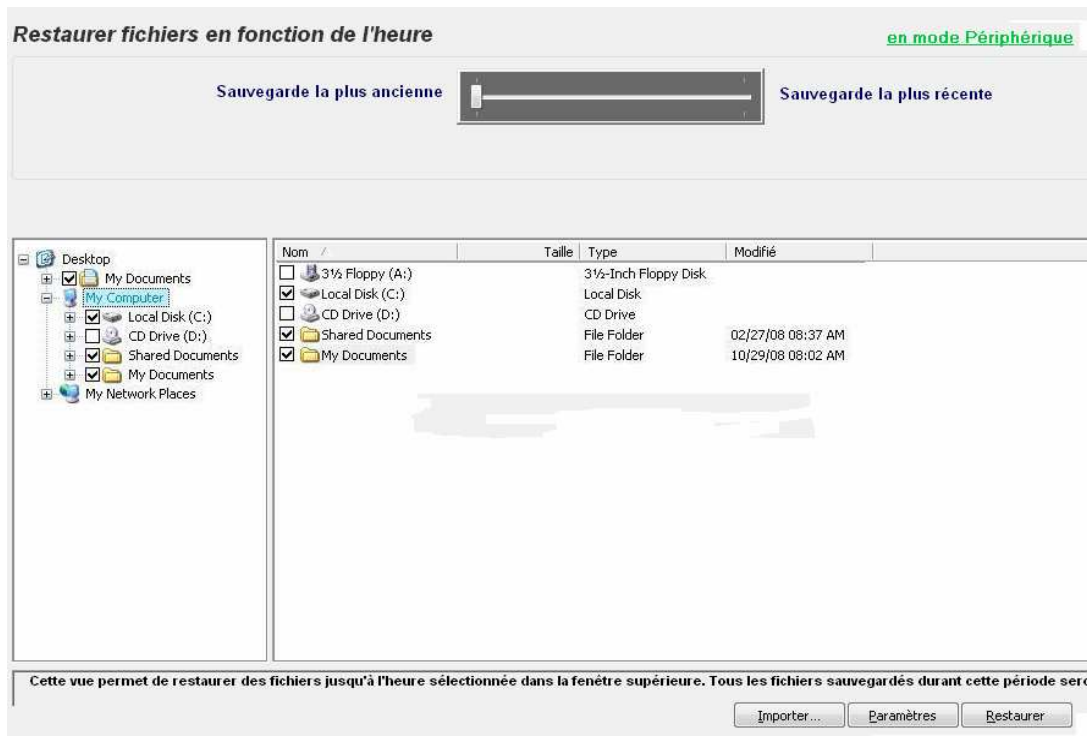 Restaurer fichiers en fonction de l'heure
en mode Périphérique
Sauvegarde la plus ancienne
Sauvegarde la plus récente
Desktop
My Documents
My Computer
Local Disk (C:)
CD Drive (D:)
Shared Documents
My Documents
My Network Places
Nom Taille Type Modifié
3½ Floppy (A:) 3½-Inch Floppy Disk
Local Disk (C:) Local Disk
CD Drive (D:) CD Drive
Shared Documents File Folder 02/27/08 08:37 AM
My Documents File Folder 10/29/08 08:02 AM
Cette vue permet de restaurer des fichiers jusqu'à l'heure sélectionnée dans la fenêtre supérieure. Tous les fichiers sauvegardés durant cette période
Importer... Paramètres Restaurer